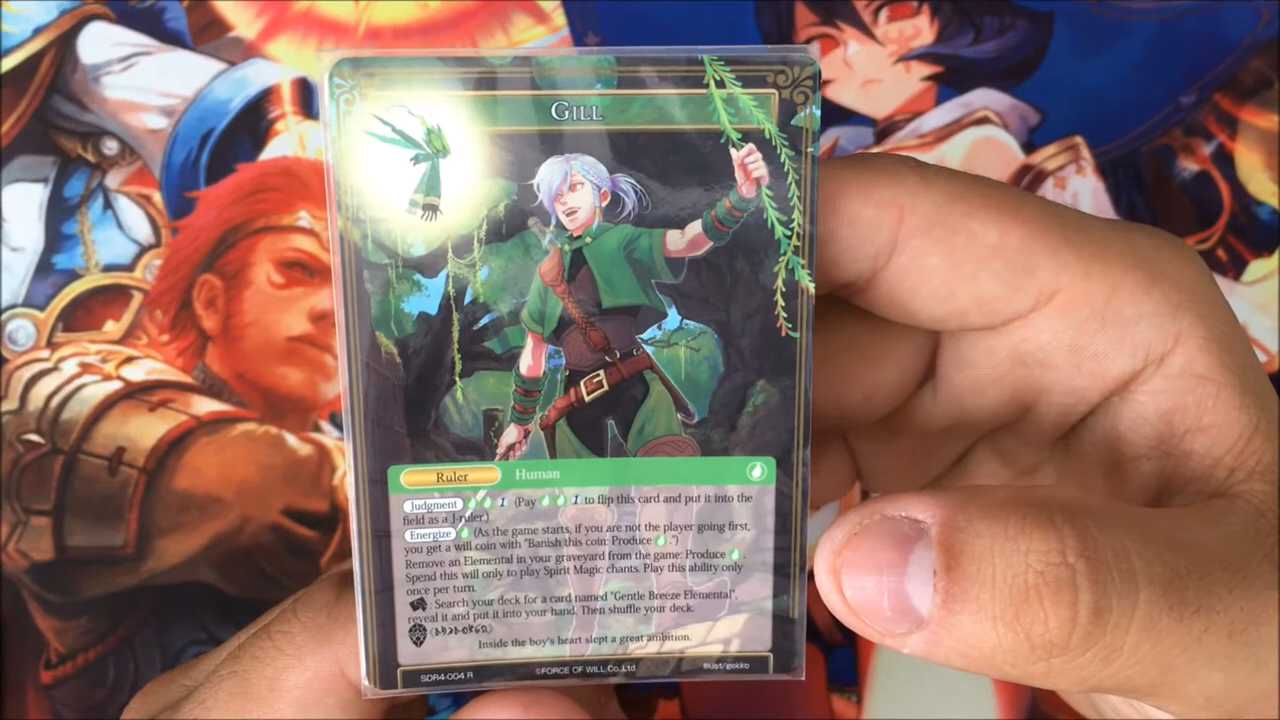 GILL
Ruler Human
Judgment 1 (Pay 1 to flip this card and put it into the
field as a J-ruler.)
Energize (As the game starts, if you are not the player going first,
you get a will coin with "Banish this coin: Produce .")
Remove an Elemental in your graveyard from the game: Produce .
Spend this will only to play Spirit Magic chants. Play this ability only
once per turn.
: Search your deck for a card named "Gentle Breeze Elemental",
reveal it and put it into your hand. Then shuffle your deck.
Inside the boy's heart slept a great ambition.
SDR4-004 R ©FORCE OF WILL Co.,Ltd. Illust/gokko